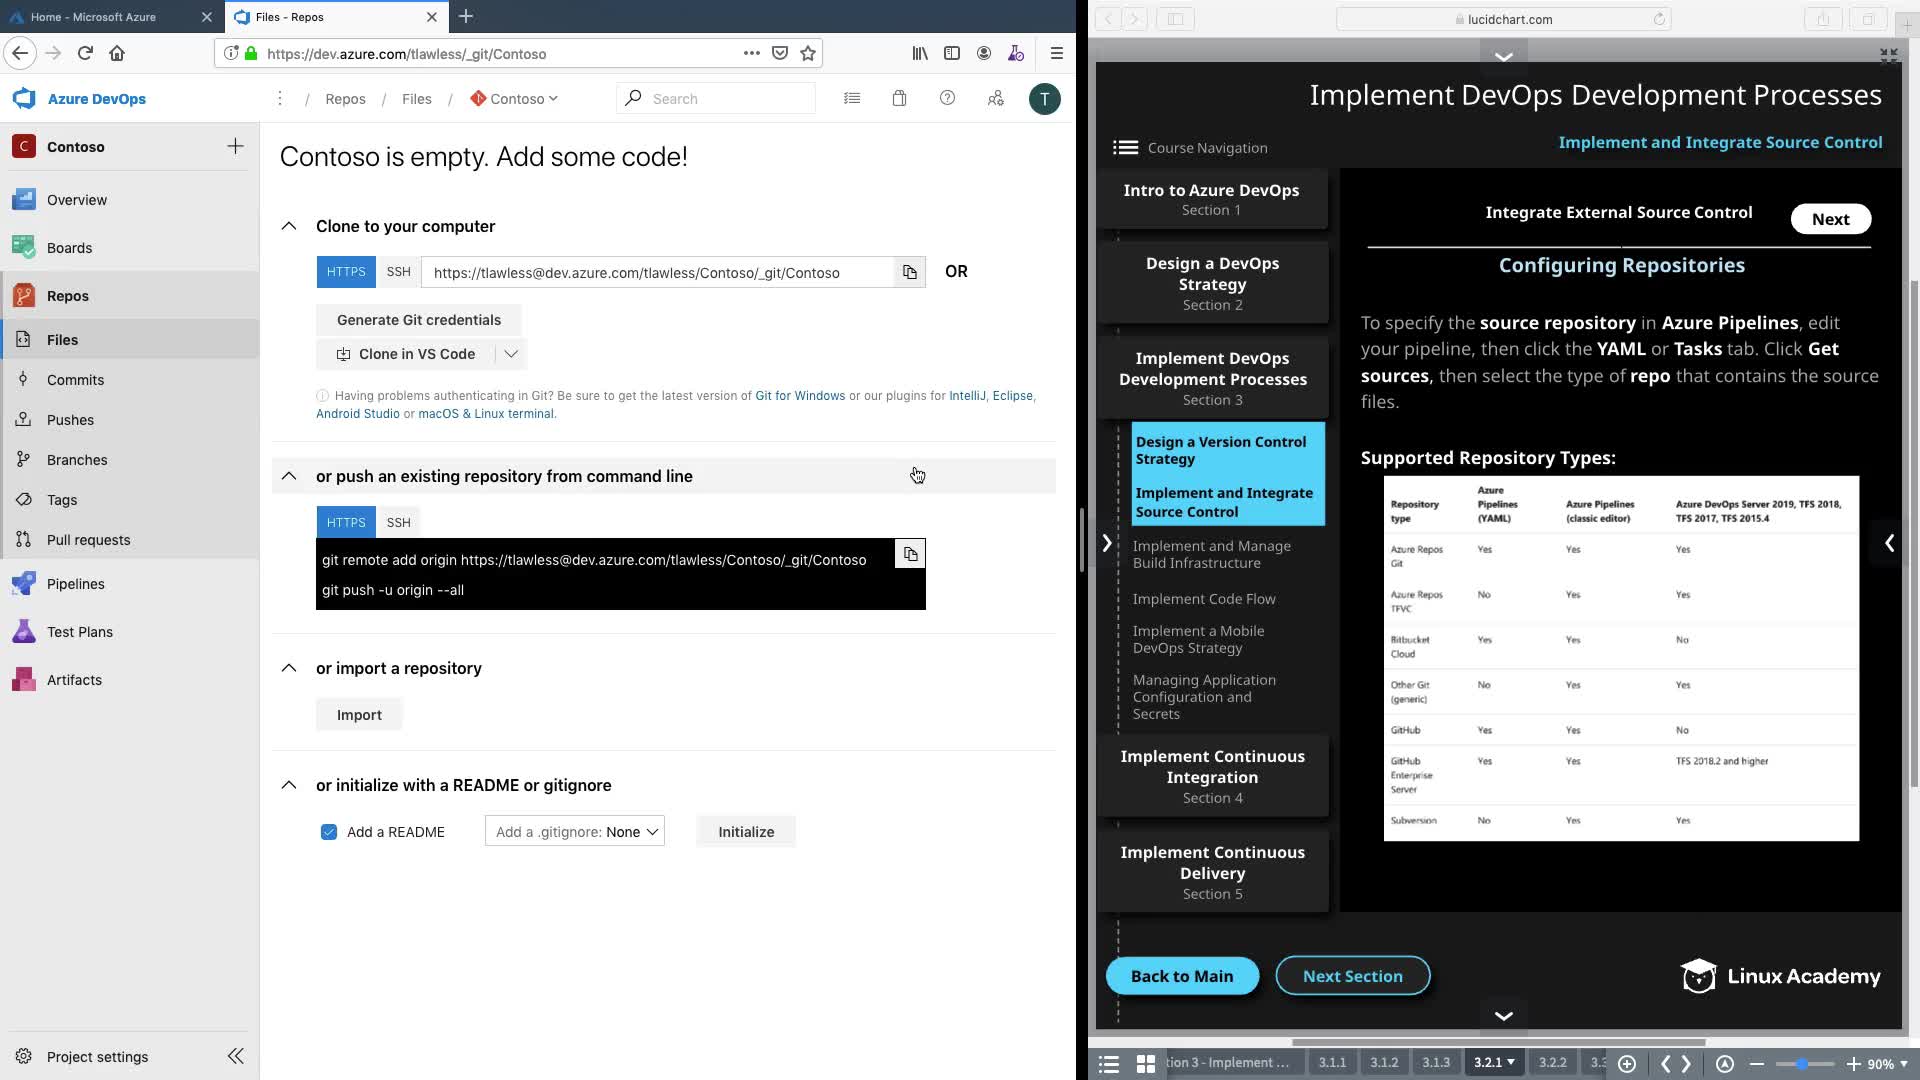 Home - Microsoft Azure
Files - Repos
https://dev.azure.com/tlawless/_git/Contoso
Azure DevOps
/ Repos / Files / Contoso
Search
T
C Contoso
Overview
Boards
Repos
Files
Commits
Pushes
Branches
Tags
Pull requests
Pipelines
Test Plans
Artifacts
Project settings
Contoso is empty. Add some code!
Clone to your computer
HTTPS SSH https://tlawless@dev.azure.com/tlawless/Contoso/_git/Contoso OR
Generate Git credentials
Clone in VS Code
Having problems authenticating in Git? Be sure to get the latest version of Git for Windows or our plugins for IntelliJ, Eclipse,
Android Studio or macOS & Linux terminal.
or push an existing repository from command line
HTTPS SSH
git remote add origin https://tlawless@dev.azure.com/tlawless/Contoso/_git/Contoso
git push -u origin --all
or import a repository
Import
or initialize with a README or gitignore
Add a README Add a .gitignore: None Initialize
lucidchart.com
Implement DevOps Development Processes
Course Navigation
Implement and Integrate Source Control
Intro to Azure DevOps
Section 1
Design a DevOps
Strategy
Section 2
Implement DevOps
Development Processes
Section 3
Design a Version Control
Strategy
Implement and Integrate
Source Control
Implement and Manage
Build Infrastructure
Implement Code Flow
Implement a Mobile
DevOps Strategy
Managing Application
Configuration and
Secrets
Implement Continuous
Integration
Section 4
Implement Continuous
Delivery
Section 5
Integrate External Source Control
Next
Configuring Repositories
To specify the source repository in Azure Pipelines, edit
your pipeline, then click the YAML or Tasks tab. Click Get
sources, then select the type of repo that contains the source
files.
Supported Repository Types:
Repository type | Azure Pipelines (YAML) | Azure Pipelines (classic editor) | Azure DevOps Server 2019, TFS 2018, TFS 2017, TFS 2015.4
Azure Repos Git | Yes | Yes | Yes
Azure Repos TFVC | No | Yes | Yes
Bitbucket Cloud | Yes | Yes | No
Other Git (generic) | No | Yes | Yes
GitHub | Yes | Yes | No
GitHub Enterprise Server | Yes | Yes | TFS 2018.2 and higher
Subversion | No | Yes | Yes
Back to Main
Next Section
Linux Academy
tion 3 - Implement ... 3.1.1 3.1.2 3.1.3 3.2.1 3.2.2 3.3 90%